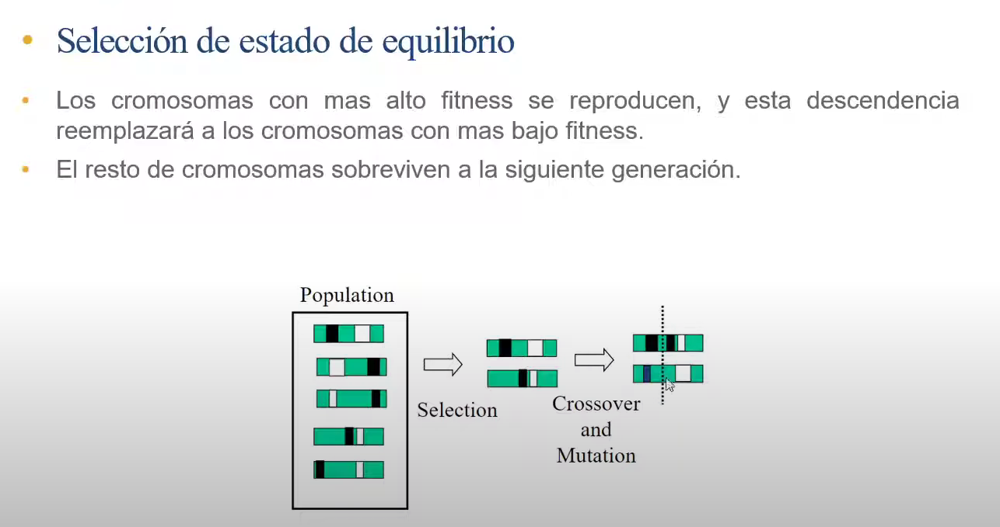 Selección de estado de equilibrio
Los cromosomas con mas alto fitness se reproducen, y esta descendencia
reemplazará a los cromosomas con mas bajo fitness.
El resto de cromosomas sobreviven a la siguiente generación.
Population
Selection
Crossover
and
Mutation